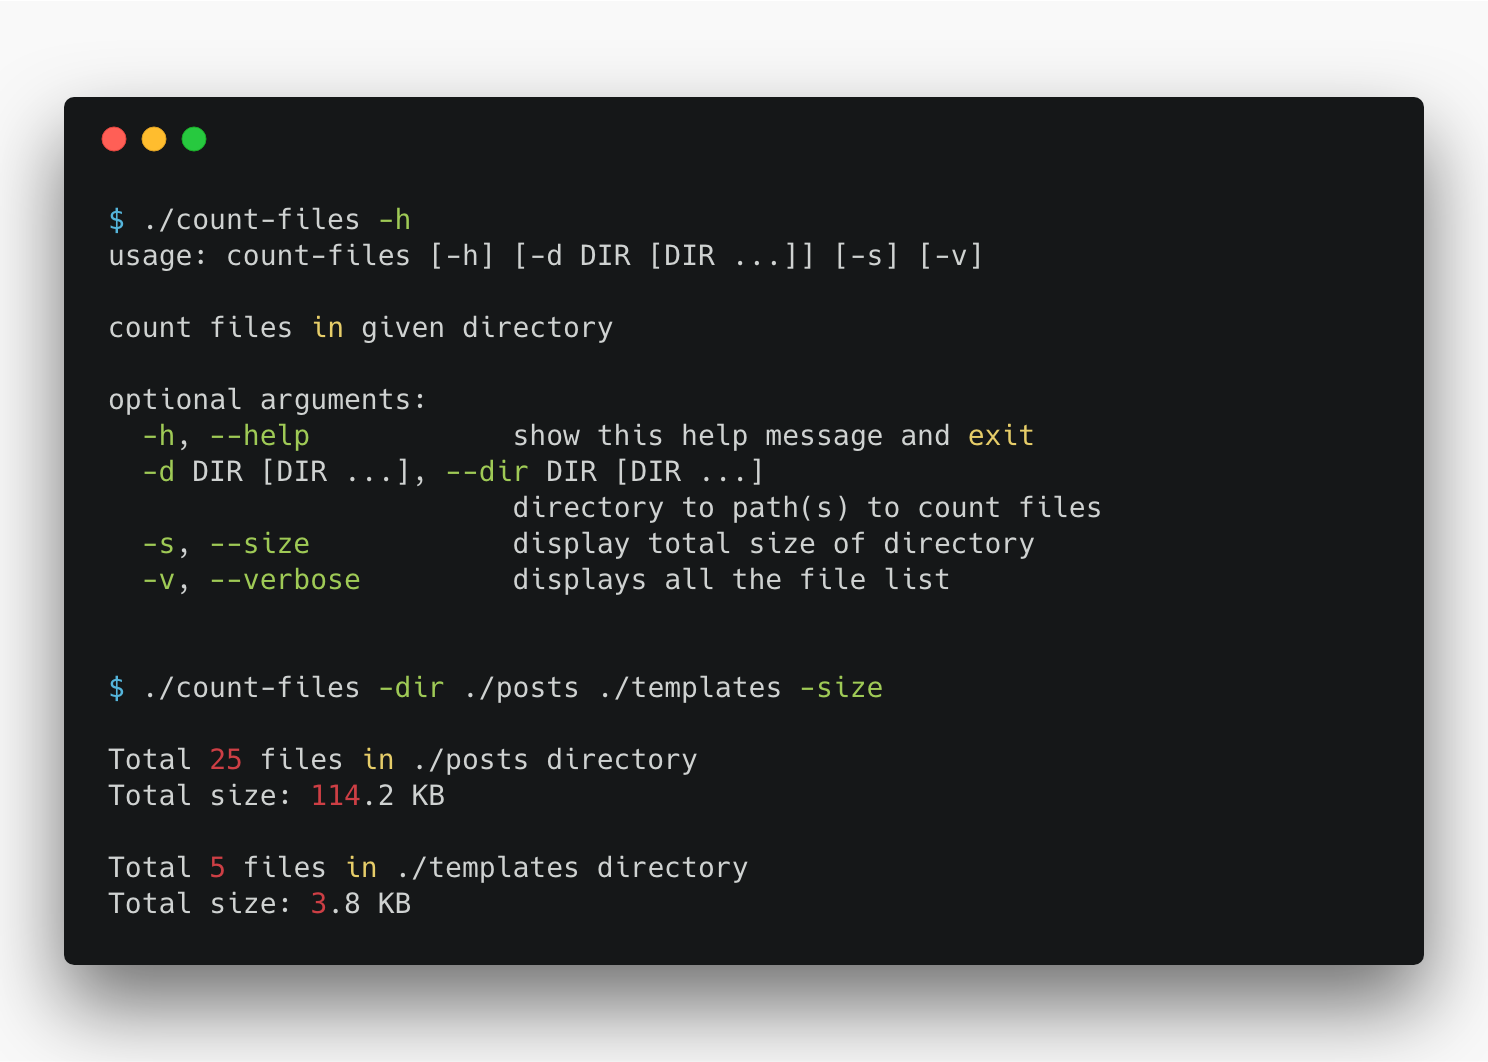 $ ./count-files -h
usage: count-files [-h] [-d DIR [DIR ...]] [-s] [-v]
count files in given directory
optional arguments:
  -h, --help            show this help message and exit
  -d DIR [DIR ...], --dir DIR [DIR ...]
                        directory to path(s) to count files
  -s, --size            display total size of directory
  -v, --verbose         displays all the file list
$ ./count-files -dir ./posts ./templates -size
Total 25 files in ./posts directory
Total size: 114.2 KB
Total 5 files in ./templates directory
Total size: 3.8 KB